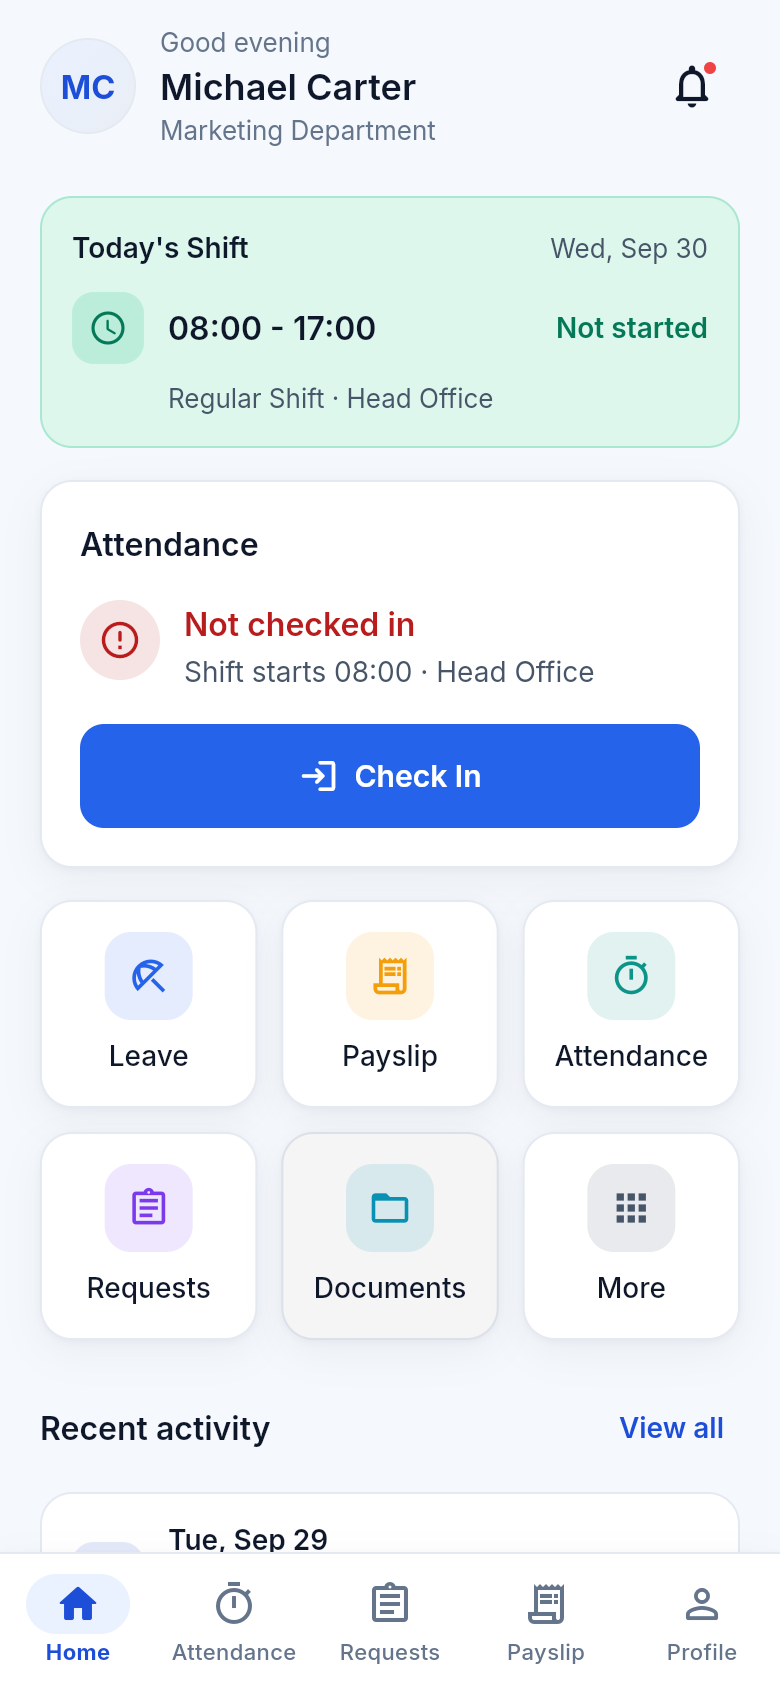 Good evening
MC
Michael Carter
Marketing Department
Today's Shift
Wed, Sep 30
08:00 - 17:00
Not started
Regular Shift · Head Office
Attendance
Not checked in
Shift starts 08:00 · Head Office
Check In
Leave
Payslip
Attendance
Requests
Documents
More
Recent activity
View all
Tue, Sep 29
Home
Attendance
Requests
Payslip
Profile